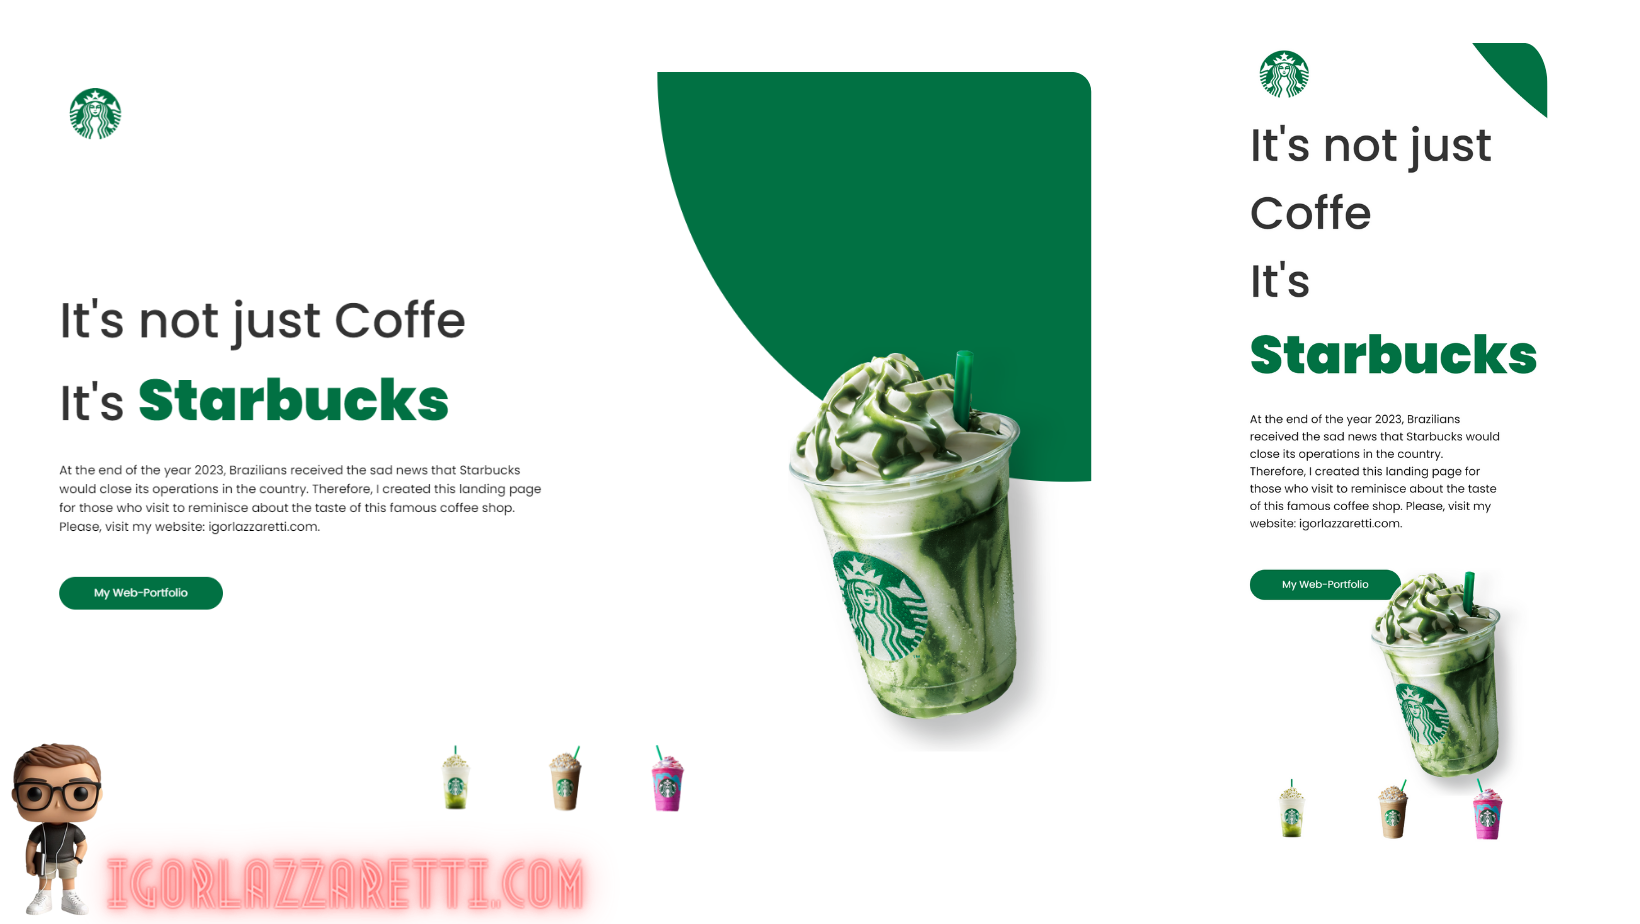 It's not just Coffe
It's Starbucks
At the end of the year 2023, Brazilians received the sad news that Starbucks
would close its operations in the country. Therefore, I created this landing page
for those who visit to reminisce about the taste of this famous coffee shop.
Please, visit my website: igorlazzaretti.com.
My Web-Portfolio
TM
IGORLAZZARETTI.COM
It's not just
Coffe
It's
Starbucks
At the end of the year 2023, Brazilians
received the sad news that Starbucks would
close its operations in the country.
Therefore, I created this landing page for
those who visit to reminisce about the taste
of this famous coffee shop. Please, visit my
website: igorlazzaretti.com.
My Web-Portfolio